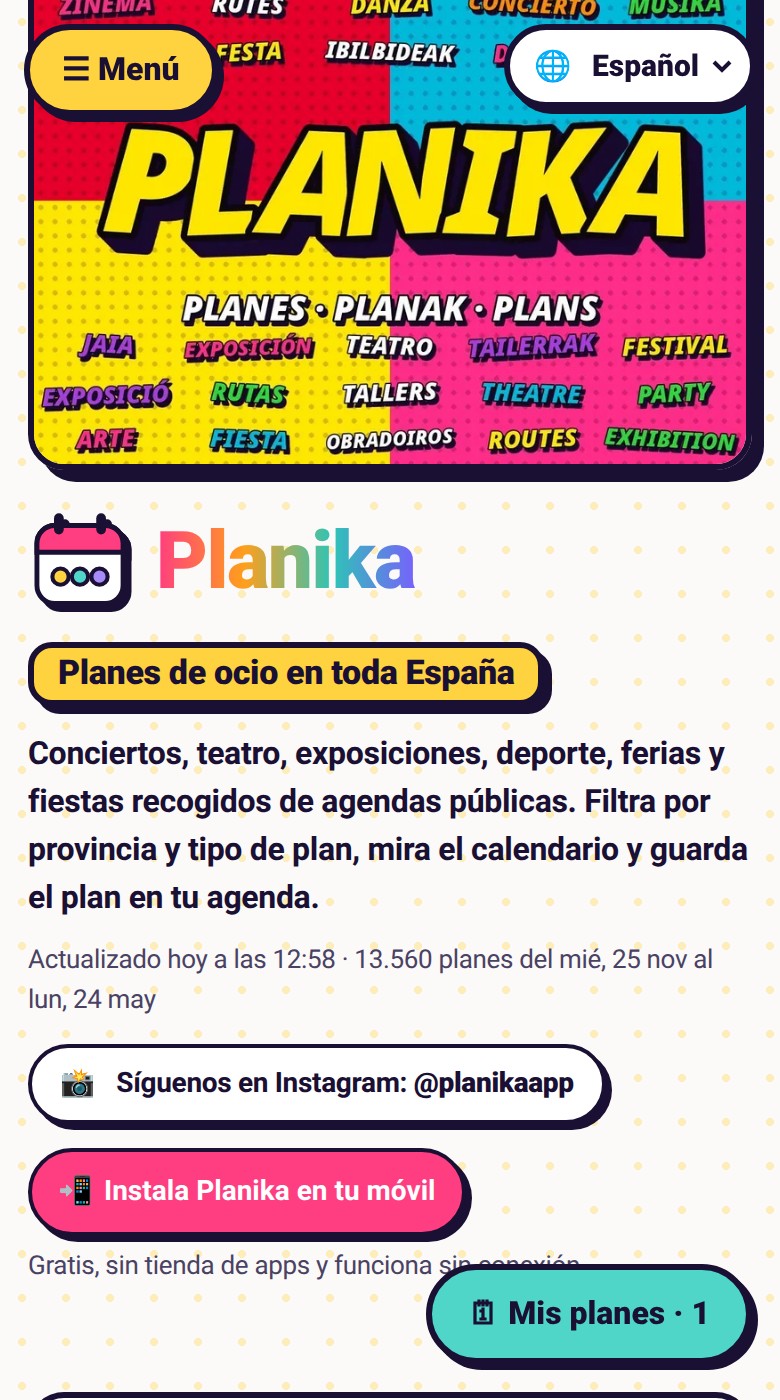 ZINEMA RUTES DANZA CONCIERTO MUSIKA
☰ Menú
FESTA IBILBIDEAK
Español
PLANIKA
PLANES · PLANAK · PLANS
JAIA EXPOSICIÓN TEATRO TAILERRAK FESTIVAL
EXPOSICIÓ RUTAS TALLERS THEATRE PARTY
ARTE FIESTA OBRADOIROS ROUTES EXHIBITION
Planika
Planes de ocio en toda España
Conciertos, teatro, exposiciones, deporte, ferias y
fiestas recogidos de agendas públicas. Filtra por
provincia y tipo de plan, mira el calendario y guarda
el plan en tu agenda.
Actualizado hoy a las 12:58 · 13.560 planes del mié, 25 nov al
lun, 24 may
Síguenos en Instagram: @planikaapp
Instala Planika en tu móvil
Gratis, sin tienda de apps y funciona sin conexión
Mis planes · 1